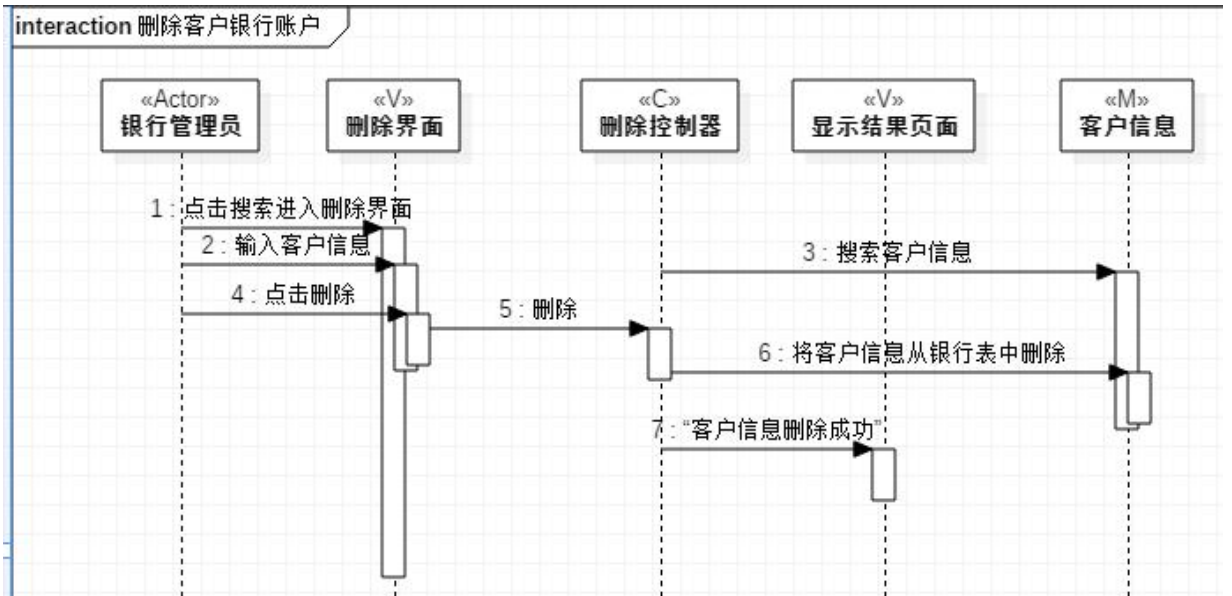 interaction 删除客户银行账户
«Actor»
银行管理员
«V»
删除界面
«C»
删除控制器
«V»
显示结果页面
«M»
客户信息
1 : 点击搜索进入删除界面
2 : 输入客户信息
3 : 搜索客户信息
4 : 点击删除
5 : 删除
6 : 将客户信息从银行表中删除
7 : “客户信息删除成功”